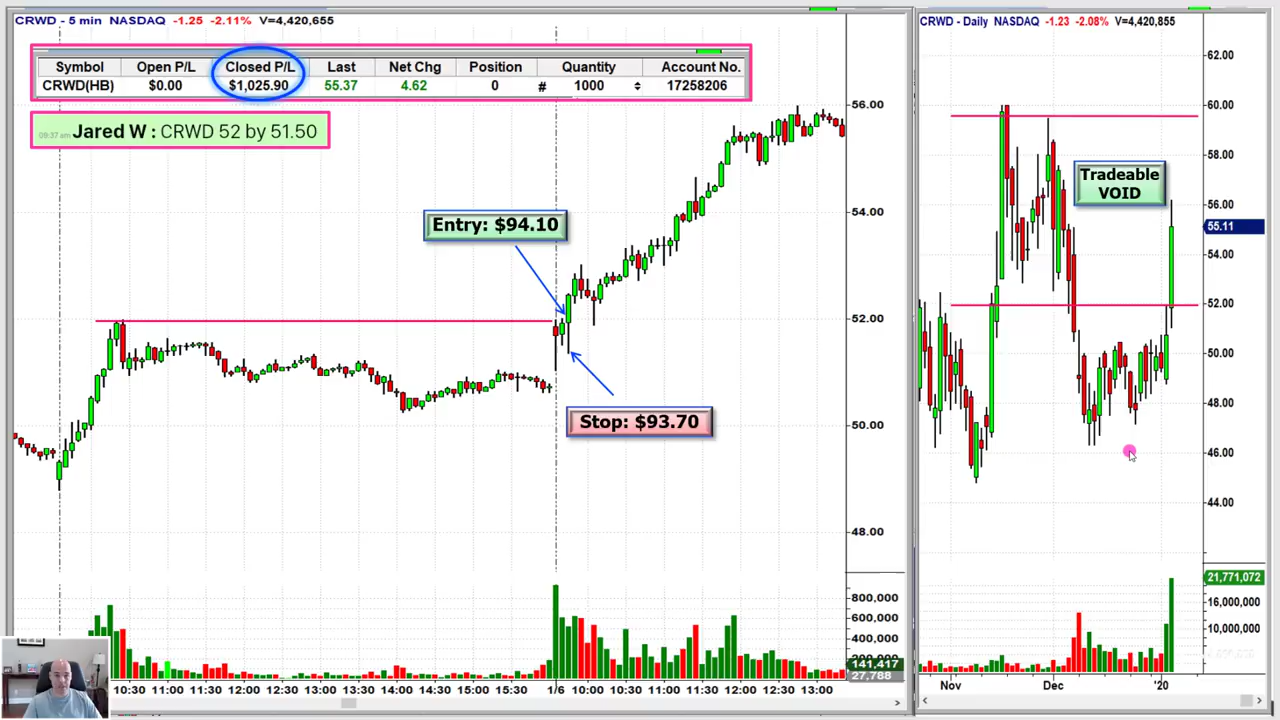 CRWD - 5 min NASDAQ -1.25 -2.11% V=4,420,655
Symbol Open P/L Closed P/L Last Net Chg Position Quantity Account No.
CRWD(HB) $0.00 $1,025.90 55.37 4.62 0 # 1000 17258206
09:37 am Jared W : CRWD 52 by 51.50
Entry: $94.10
Stop: $93.70
56.00
54.00
52.00
50.00
48.00
800,000
600,000
400,000
141,417
27,788
10:30 11:00 11:30 12:00 12:30 13:00 13:30 14:00 14:30 15:00 15:30 1/6 10:00 10:30 11:00 11:30 12:00 12:30 13:00
CRWD - Daily NASDAQ -1.23 -2.08% V=4,420,855
Tradeable
VOID
62.00
60.00
58.00
56.00
55.11
54.00
52.00
50.00
48.00
46.00
44.00
21,771,072
16,000,000
10,000,000
Nov Dec '20